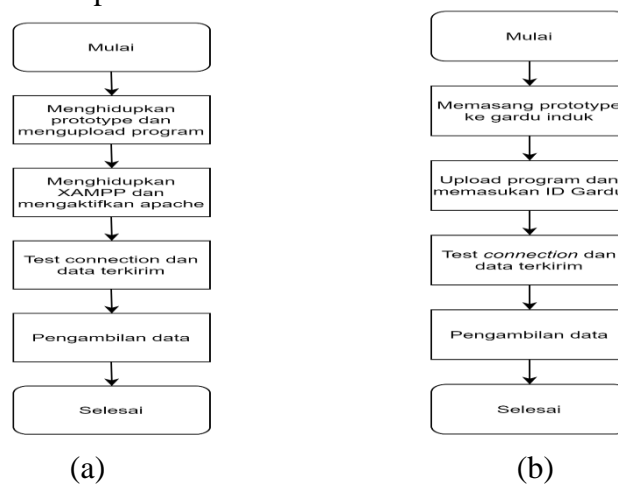 Mulai
Menghidupkan
prototype dan
mengupload program
Menghidupkan
XAMPP dan
mengaktifkan apache
Test connection dan
data terkirim
Pengambilan data
Selesai
(a)
Mulai
Memasang prototype
ke gardu induk
Upload program dan
memasukan ID Gardu
Test connection dan
data terkirim
Pengambilan data
Selesai
(b)